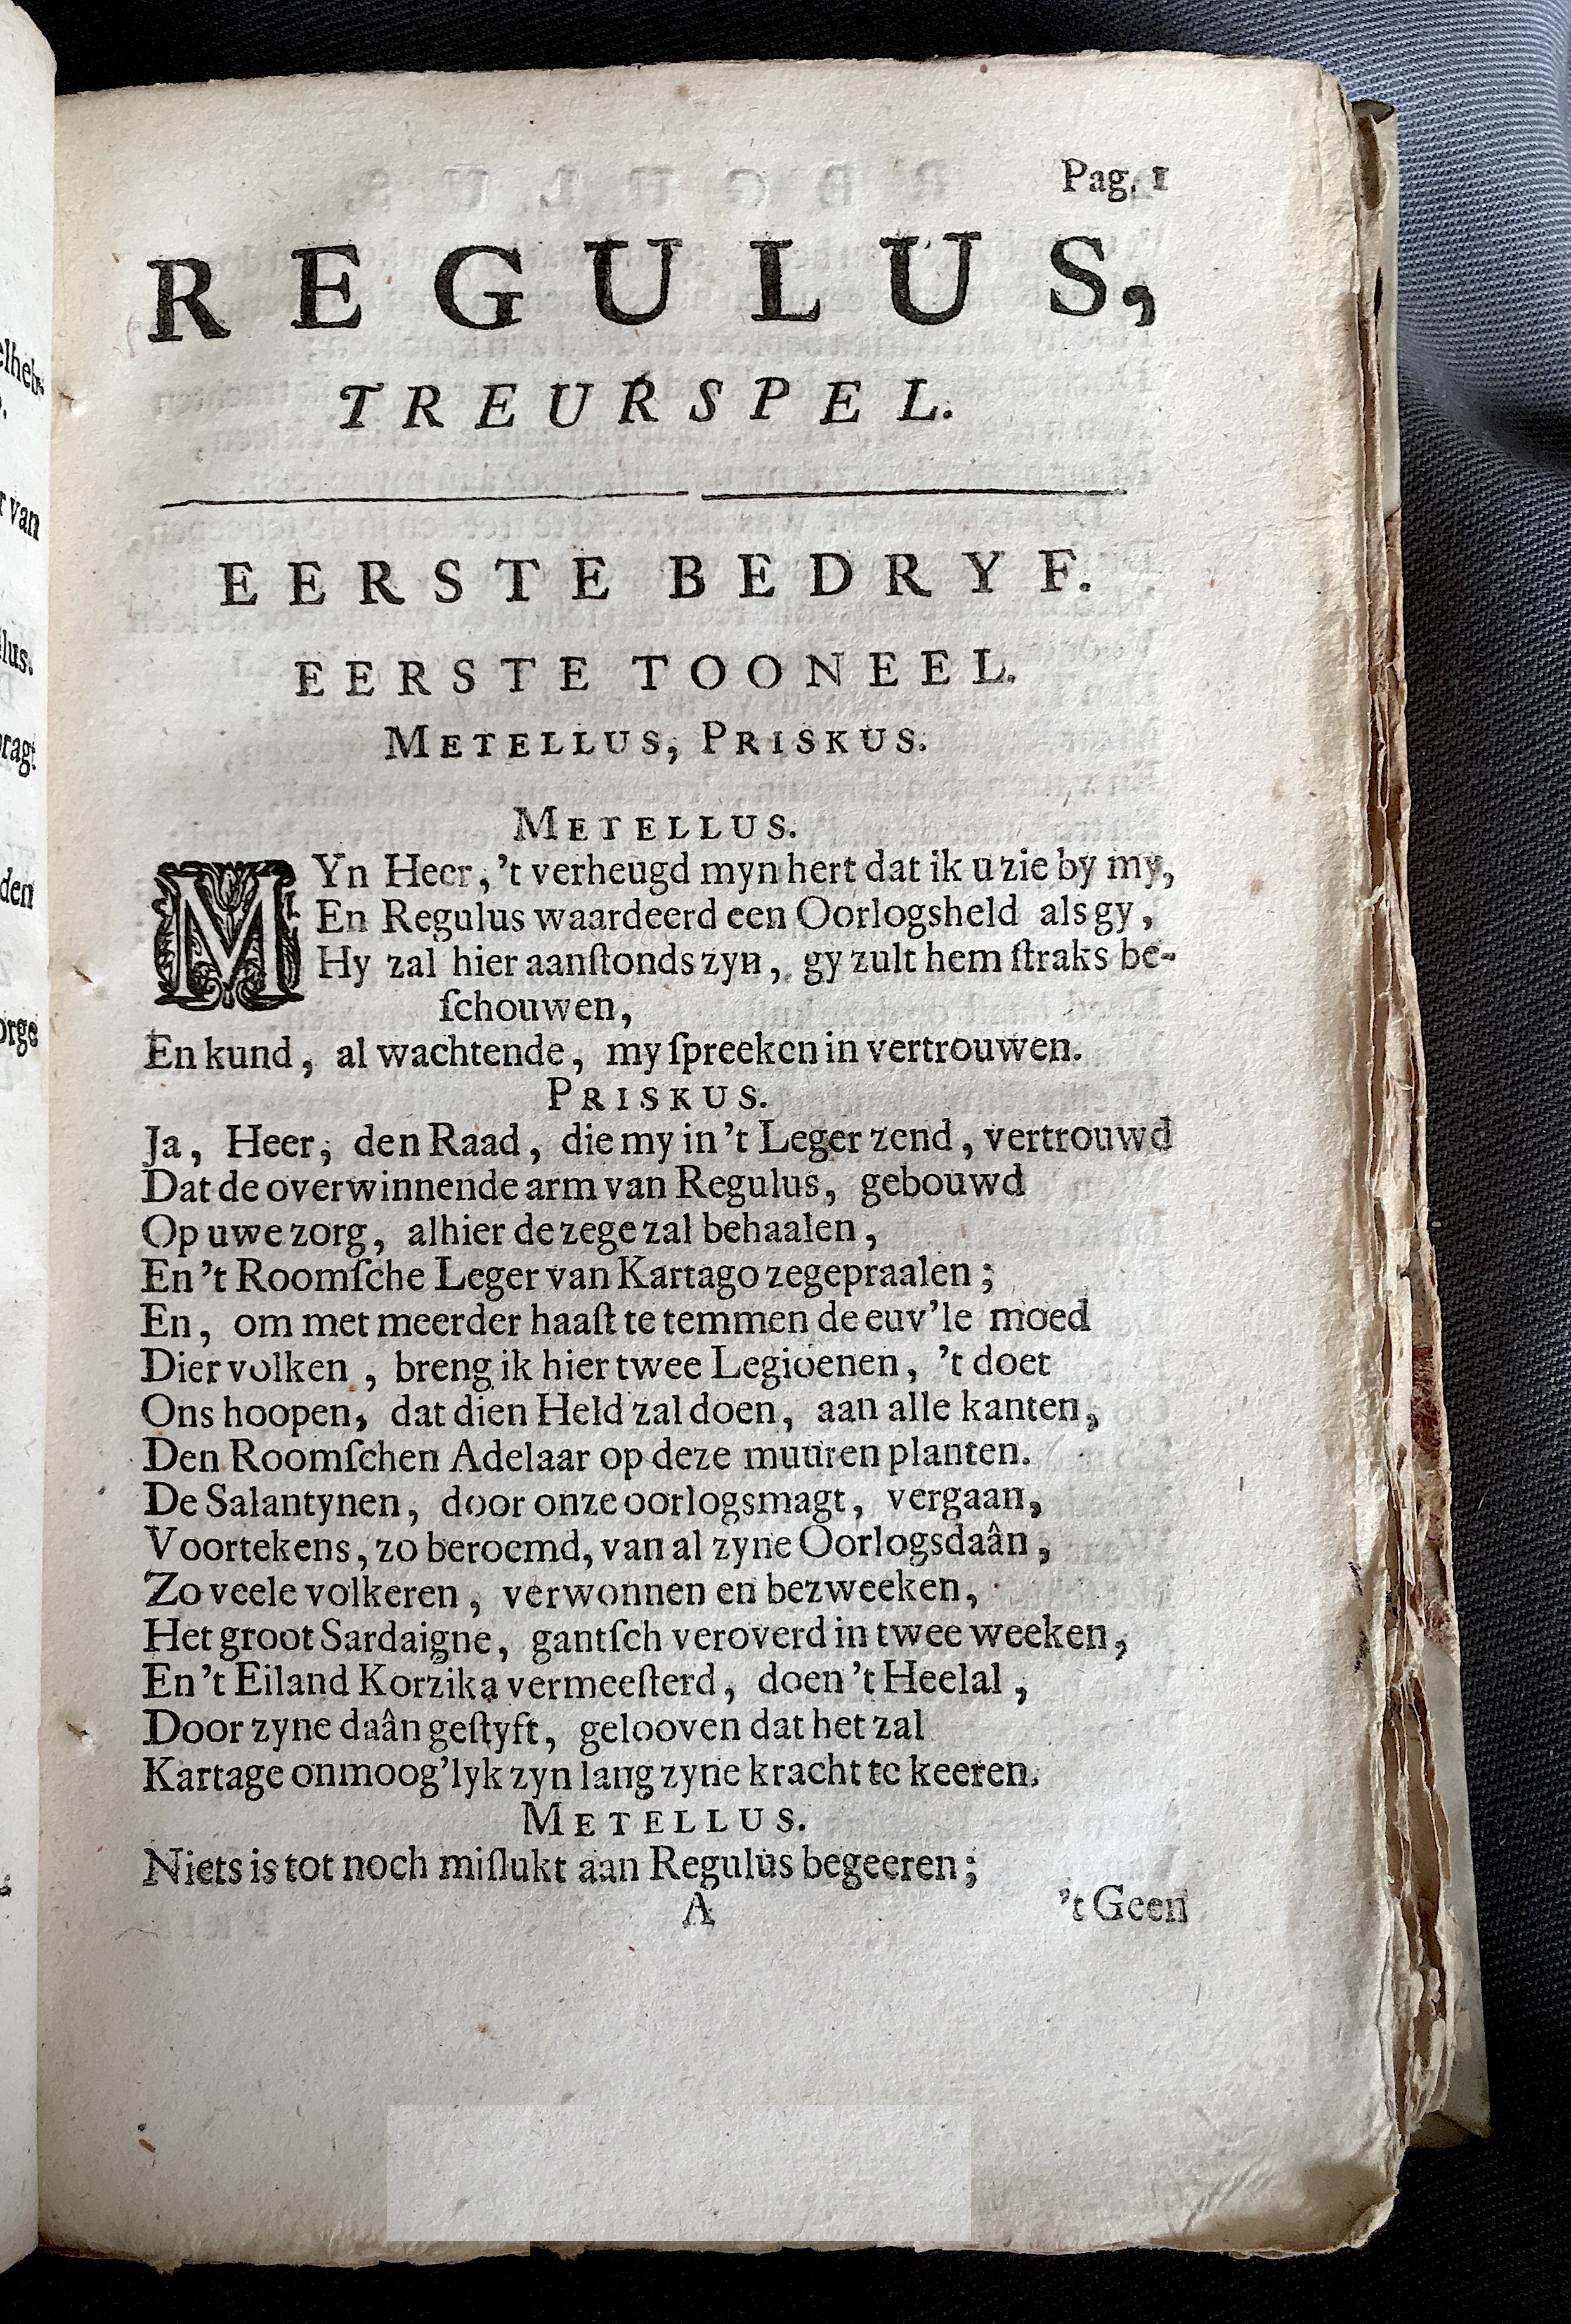 Pag. 1
REGULUS,
TREURSPEL.
EERSTE BEDRYF.
EERSTE TOONEEL.
METELLUS, PRISKUS.
METELLUS.
MYn Heer, 't verheugd myn hert dat ik u zie by my,
En Regulus waardeerd een Oorlogsheld als gy,
Hy zal hier aanſtonds zyn, gy zult hem ſtraks be-
ſchouwen,
En kund, al wachtende, my ſpreeken in vertrouwen.
PRISKUS.
Ja, Heer, den Raad, die my in 't Leger zend, vertrouwd
Dat de overwinnende arm van Regulus, gebouwd
Op uwe zorg, alhier de zege zal behaalen,
En 't Roomſche Leger van Kartago zegepraalen;
En, om met meerder haaſt te temmen de euv'le moed
Dier volken, breng ik hier twee Legioenen, 't doet
Ons hoopen, dat dien Held zal doen, aan alle kanten,
Den Roomſchen Adelaar op deze muuren planten.
De Salantynen, door onze oorlogsmagt, vergaan,
Voortekens, zo beroemd, van al zyne Oorlogsdaân,
Zo veele volkeren, verwonnen en bezweeken,
Het groot Sardaigne, gantſch veroverd in twee weeken,
En 't Eiland Korzika vermeeſterd, doen 't Heelal,
Door zyne daân geſtyft, gelooven dat het zal
Kartage onmoog'lyk zyn lang zyne kracht te keeren.
METELLUS.
Niets is tot noch miſlukt aan Regulus begeeren;
A
't Geen